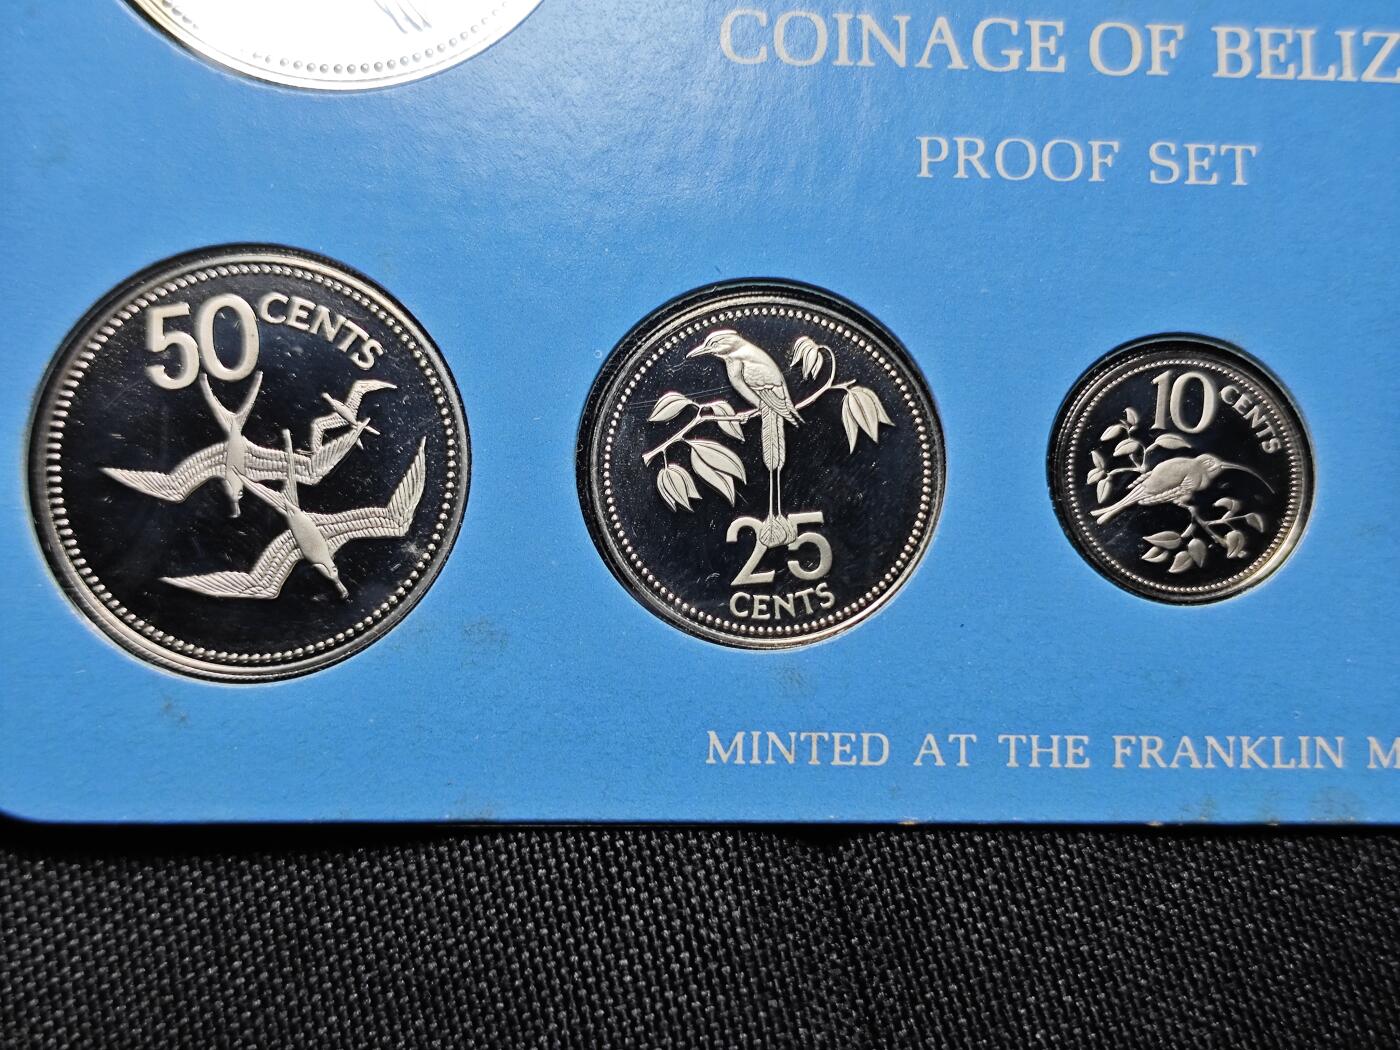 COINAGE OF BELIZ
PROOF SET
50 CENTS
25
CENTS
10 CENTS
MINTED AT THE FRANKLIN M